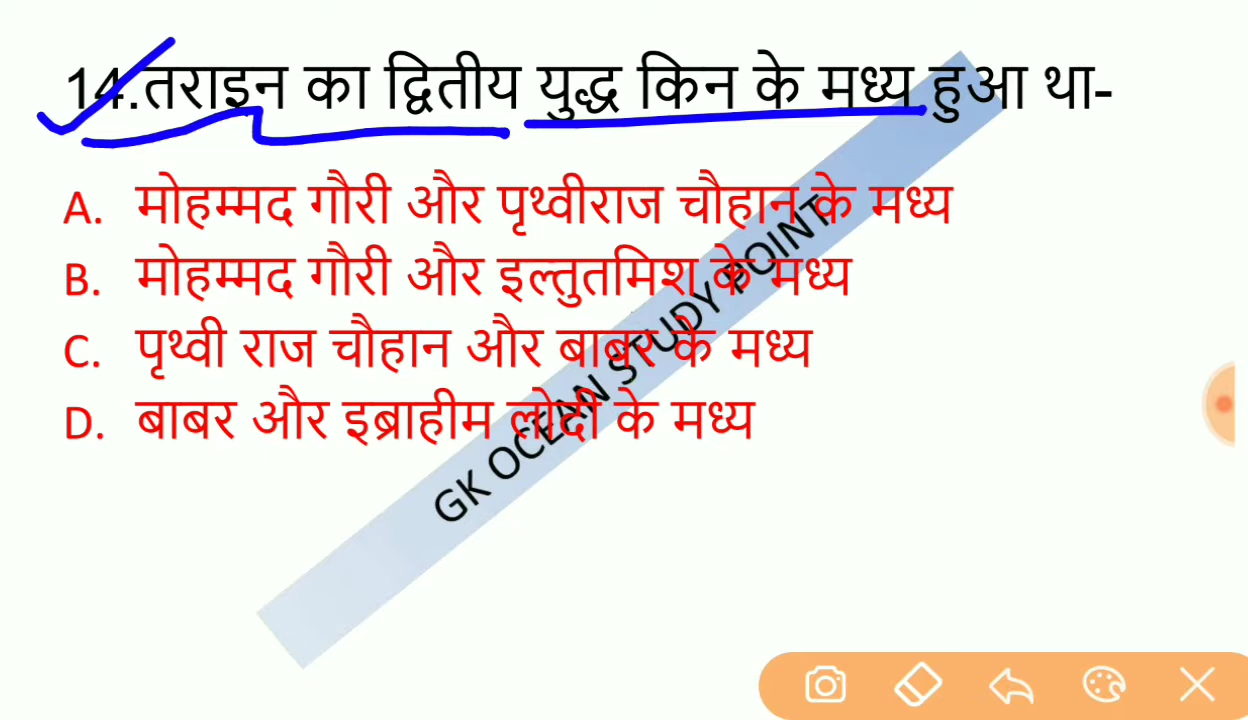 14.तराइन का द्वितीय युद्ध किन के मध्य हुआ था-
A. मोहम्मद गौरी और पृथ्वीराज चौहान के मध्य
B. मोहम्मद गौरी और इल्तुतमिश के मध्य
C. पृथ्वी राज चौहान और बाबर के मध्य
D. बाबर और इब्राहीम लोदी के मध्य
GK OCEAN STUDY POINT